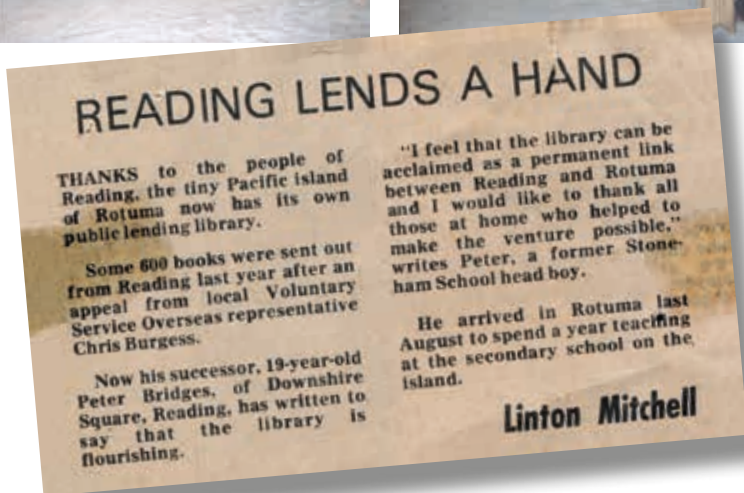 READING LENDS A HAND
THANKS to the people of
Reading, the tiny Pacific island
of Rotuma now has its own
public lending library.
Some 600 books were sent out
from Reading last year after an
appeal from local Voluntary
Service Overseas representative
Chris Burgess.
Now his successor, 19-year-old
Peter Bridges, of Downshire
Square, Reading, has written to
say that the library is
flourishing.
"I feel that the library can be
acclaimed as a permanent link
between Reading and Rotuma
and I would like to thank all
those at home who helped to
make the venture possible,"
writes Peter, a former Stone-
ham School head boy.
He arrived in Rotuma last
August to spend a year teaching
at the secondary school on the
island.
Linton Mitchell